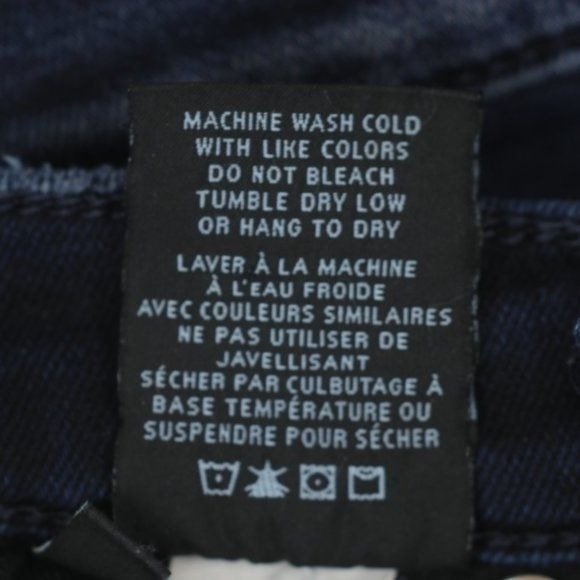 MACHINE WASH COLD
WITH LIKE COLORS
DO NOT BLEACH
TUMBLE DRY LOW
OR HANG TO DRY
LAVER À LA MACHINE
À L'EAU FROIDE
AVEC COULEURS SIMILAIRES
NE PAS UTILISER DE
JAVELLISANT
SÉCHER PAR CULBUTAGE À
BASE TEMPÉRATURE OU
SUSPENDRE POUR SÉCHER